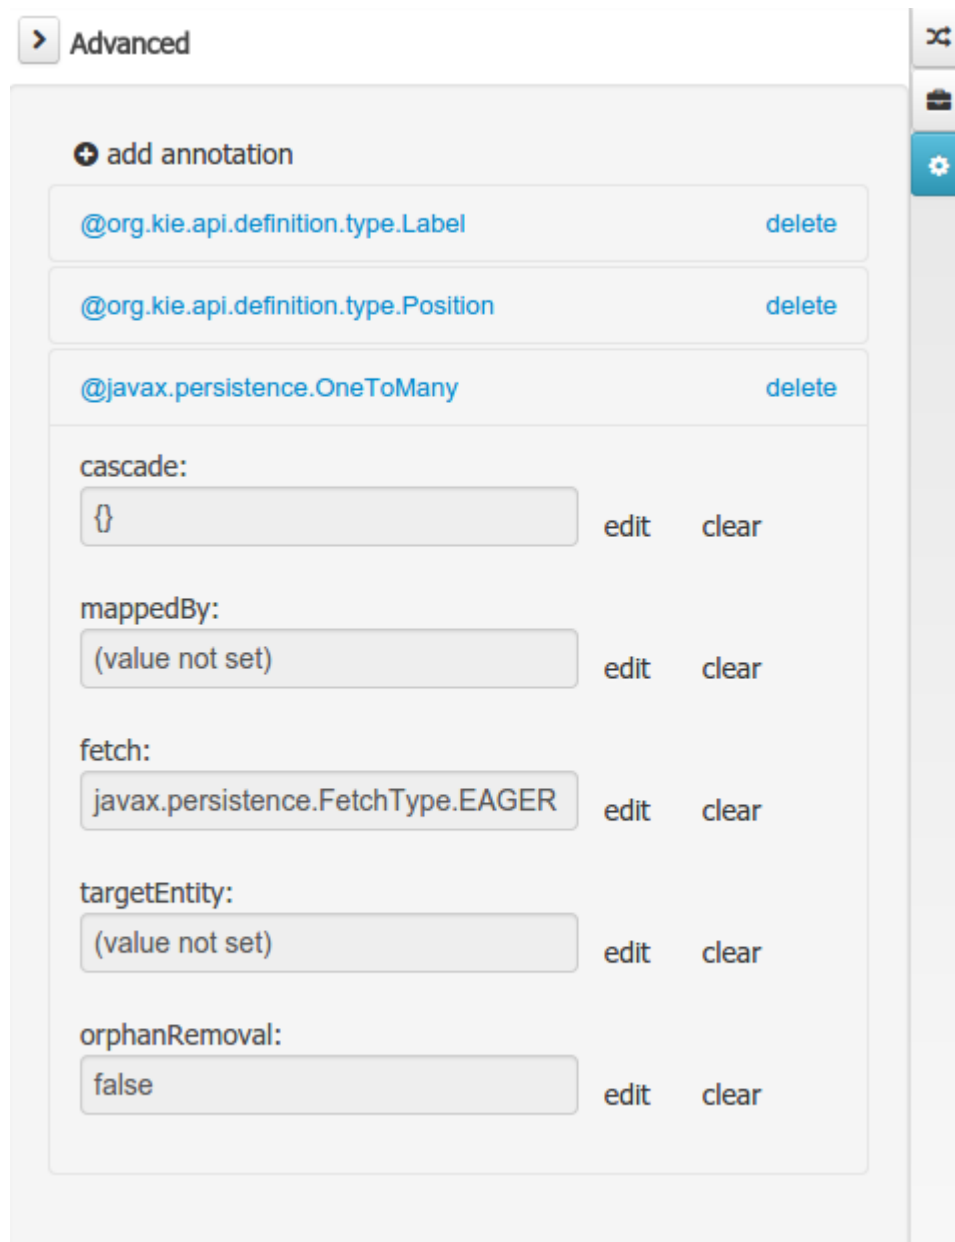 Advanced
add annotation
@org.kie.api.definition.type.Label delete
@org.kie.api.definition.type.Position delete
@javax.persistence.OneToMany delete
cascade:
{} edit clear
mappedBy:
(value not set) edit clear
fetch:
javax.persistence.FetchType.EAGER edit clear
targetEntity:
(value not set) edit clear
orphanRemoval:
false edit clear